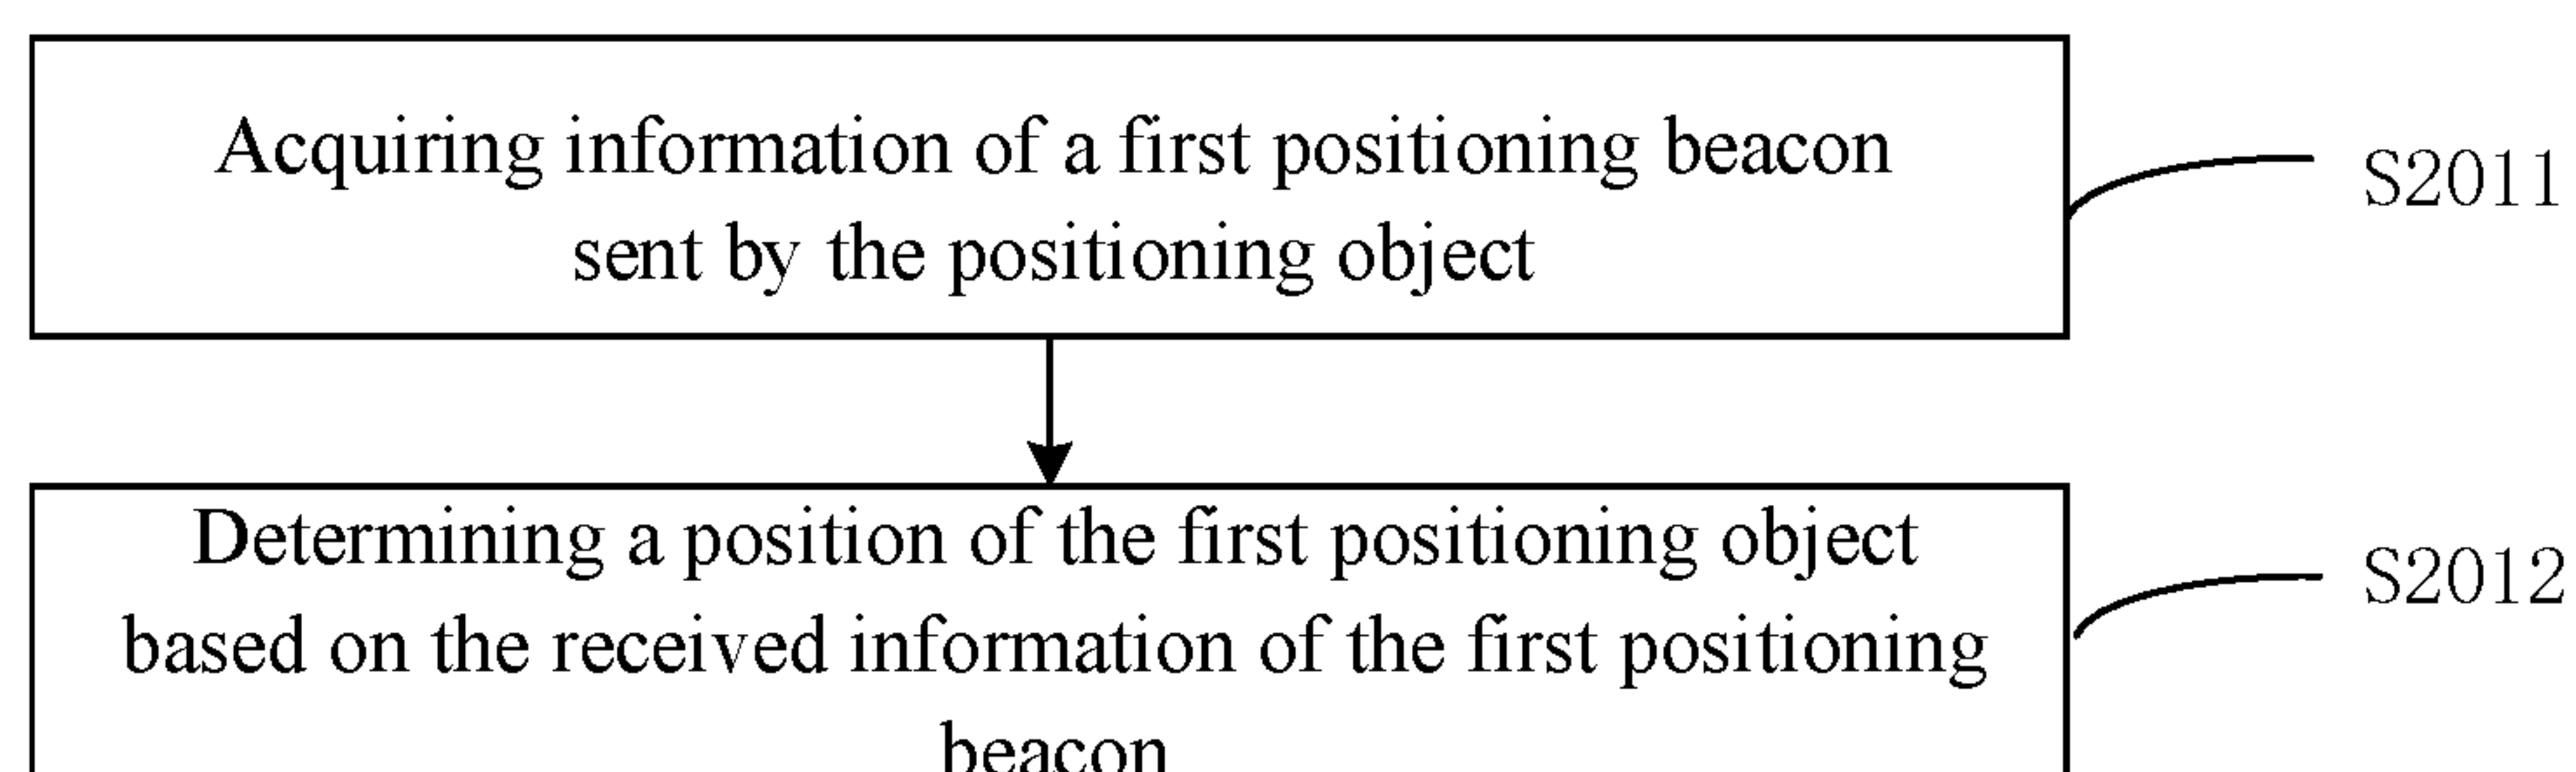 Acquiring information of a first positioning beacon
sent by the positioning object
S2011
Determining a position of the first positioning object
based on the received information of the first positioning
beacon
S2012